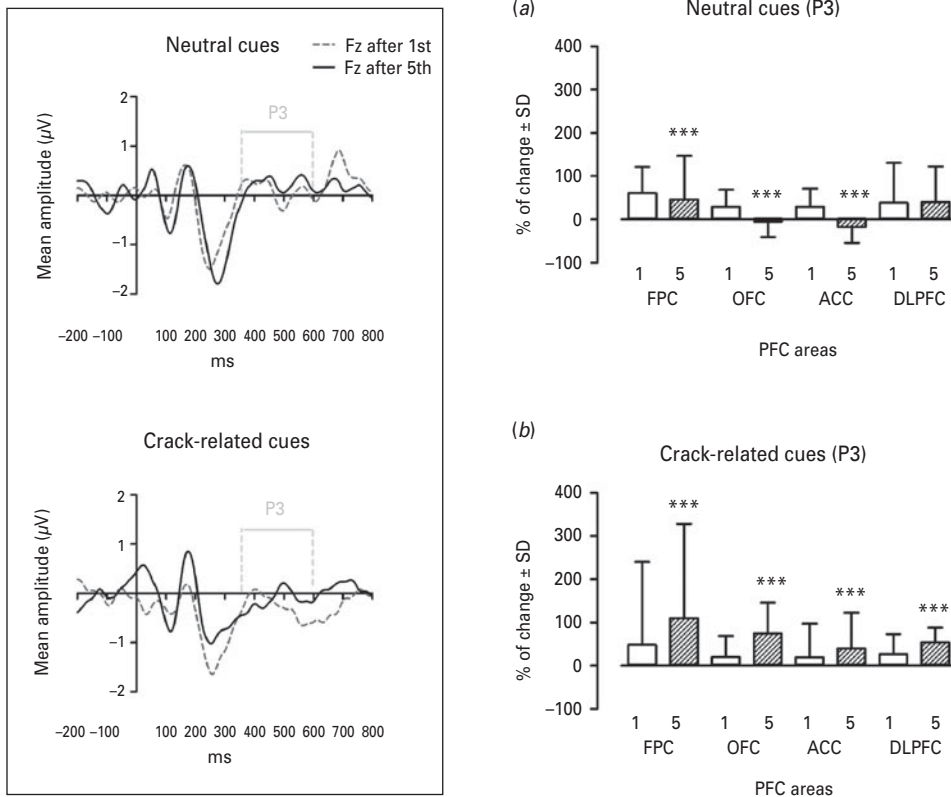 Neutral cues
Fz after 1st
Fz after 5th
2
P3
1
Mean amplitude (µV)
–1
–2
–200 –100 100 200 300 400 500 600 700 800
ms
Crack-related cues
2
P3
1
Mean amplitude (µV)
–1
–2
–200 –100 100 200 300 400 500 600 700 800
ms
(a)
Neutral cues (P3)
400
300
200
100
0
–100
% of change ± SD
***
***
***
1 5 1 5 1 5 1 5
FPC OFC ACC DLPFC
PFC areas
(b)
Crack-related cues (P3)
400
300
200
100
0
–100
% of change ± SD
***
***
***
***
1 5 1 5 1 5 1 5
FPC OFC ACC DLPFC
PFC areas